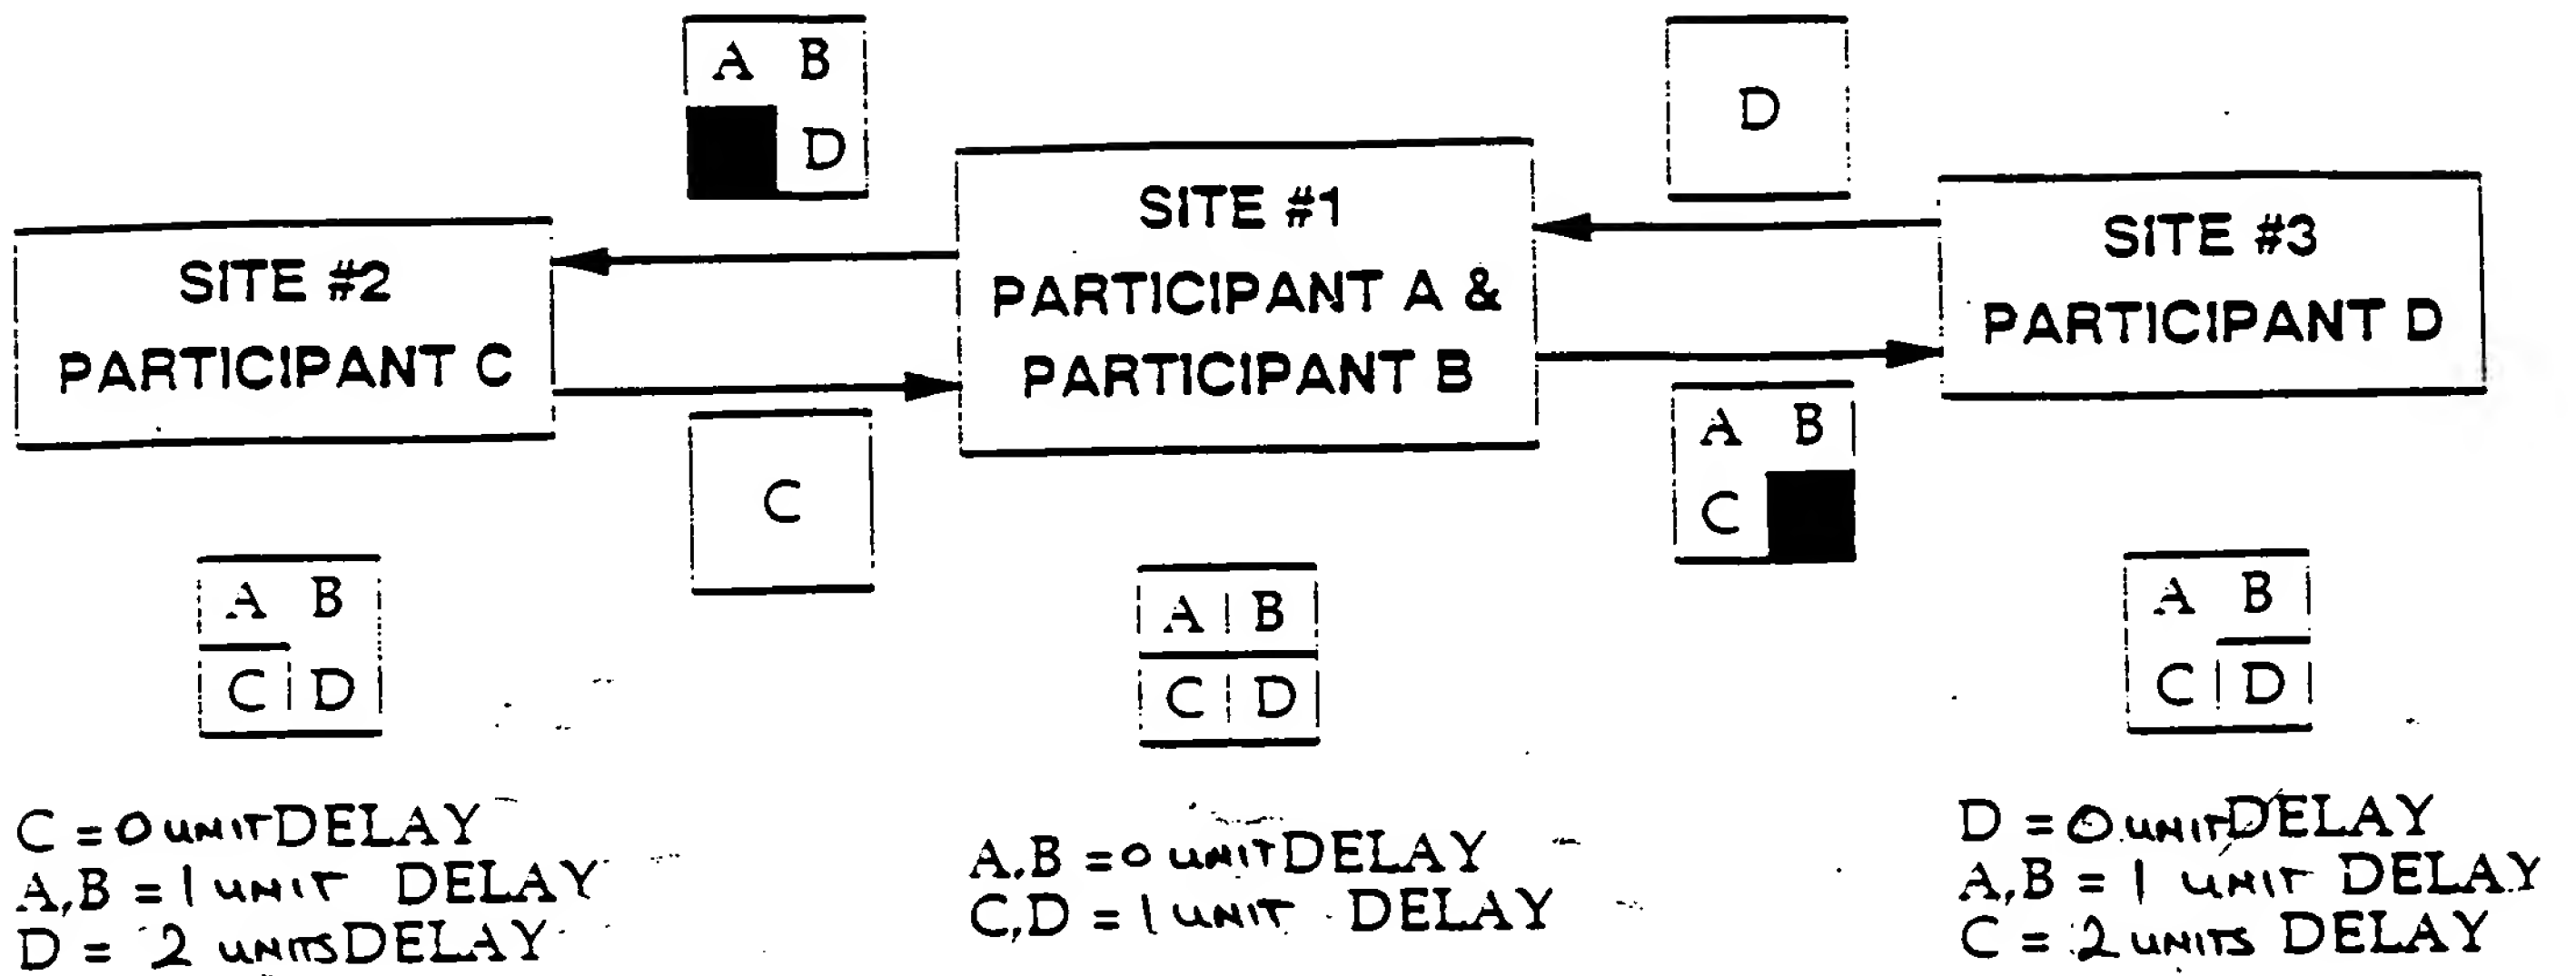 A B
D
D
SITE #1
PARTICIPANT A &
PARTICIPANT B
SITE #2
PARTICIPANT C
SITE #3
PARTICIPANT D
C
A B
C
A B
C D
A B
C D
A B
C D
C = 0 UNIT DELAY
A,B = 1 UNIT DELAY
D = 2 UNITS DELAY
A,B = 0 UNIT DELAY
C,D = 1 UNIT DELAY
D = 0 UNIT DELAY
A,B = 1 UNIT DELAY
C = 2 UNITS DELAY